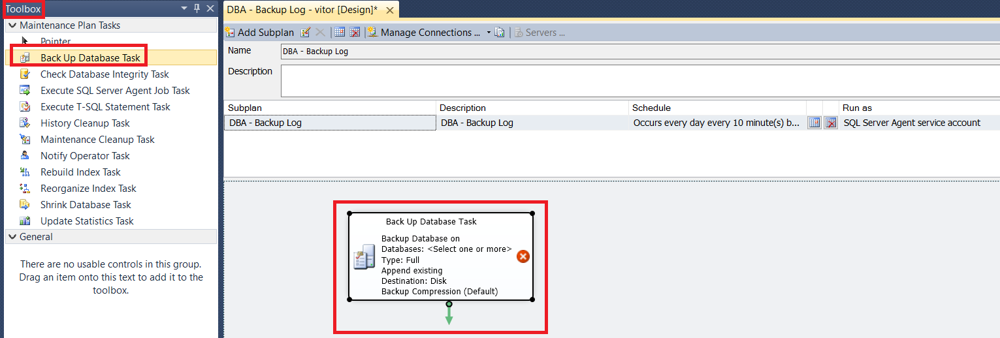 Toolbox
Maintenance Plan Tasks
Pointer
Back Up Database Task
Check Database Integrity Task
Execute SQL Server Agent Job Task
Execute T-SQL Statement Task
History Cleanup Task
Maintenance Cleanup Task
Notify Operator Task
Rebuild Index Task
Reorganize Index Task
Shrink Database Task
Update Statistics Task
General
There are no usable controls in this group.
Drag an item onto this text to add it to the
toolbox.
DBA - Backup Log - vitor [Design]*
Add Subplan Manage Connections ... Servers ...
Name DBA - Backup Log
Description
Subplan Description Schedule Run as
DBA - Backup Log DBA - Backup Log Occurs every day every 10 minute(s) b... SQL Server Agent service account
Back Up Database Task
Backup Database on
Databases: <Select one or more>
Type: Full
Append existing
Destination: Disk
Backup Compression (Default)